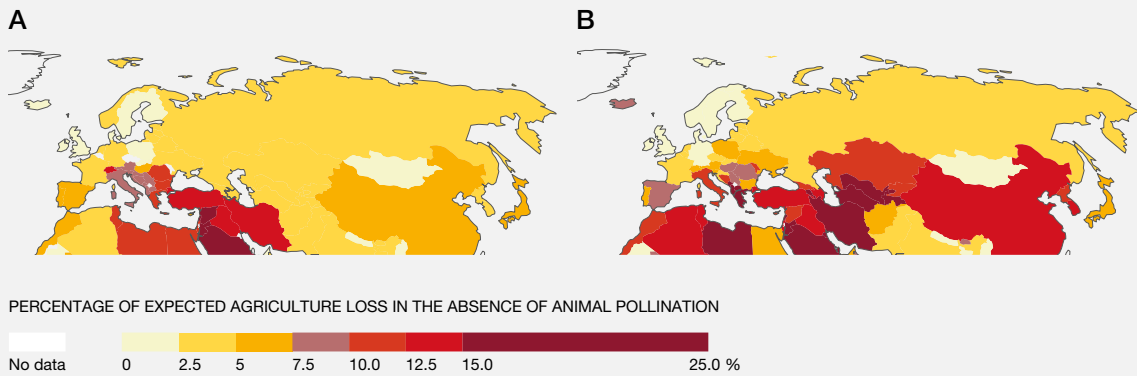 A B
PERCENTAGE OF EXPECTED AGRICULTURE LOSS IN THE ABSENCE OF ANIMAL POLLINATION
No data 0 2.5 5 7.5 10.0 12.5 15.0 25.0 %